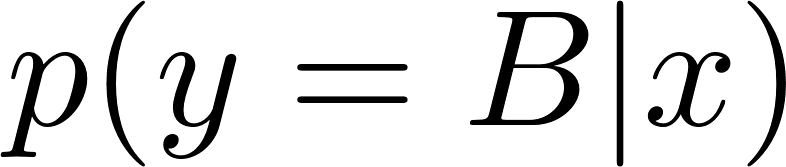 p(y = B|x)